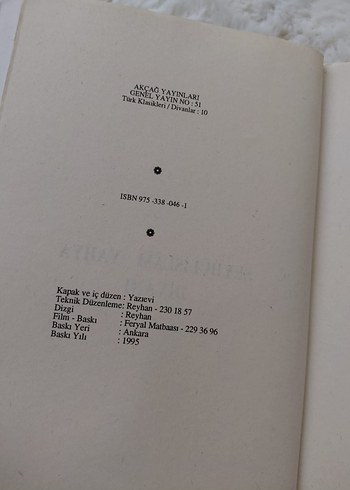 AKÇAĞ YAYINLARI
GENEL YAYIN NO : 51
Türk Klasikleri / Divanlar : 10
ISBN 975 -338 -046 -1
Kapak ve iç düzen : Yazıevi
Teknik Düzenleme: Reyhan - 230 18 57
Dizgi : Reyhan
Film - Baskı : Feryal Matbaası - 229 36 96
Baskı Yeri : Ankara
Baskı Yılı : 1995